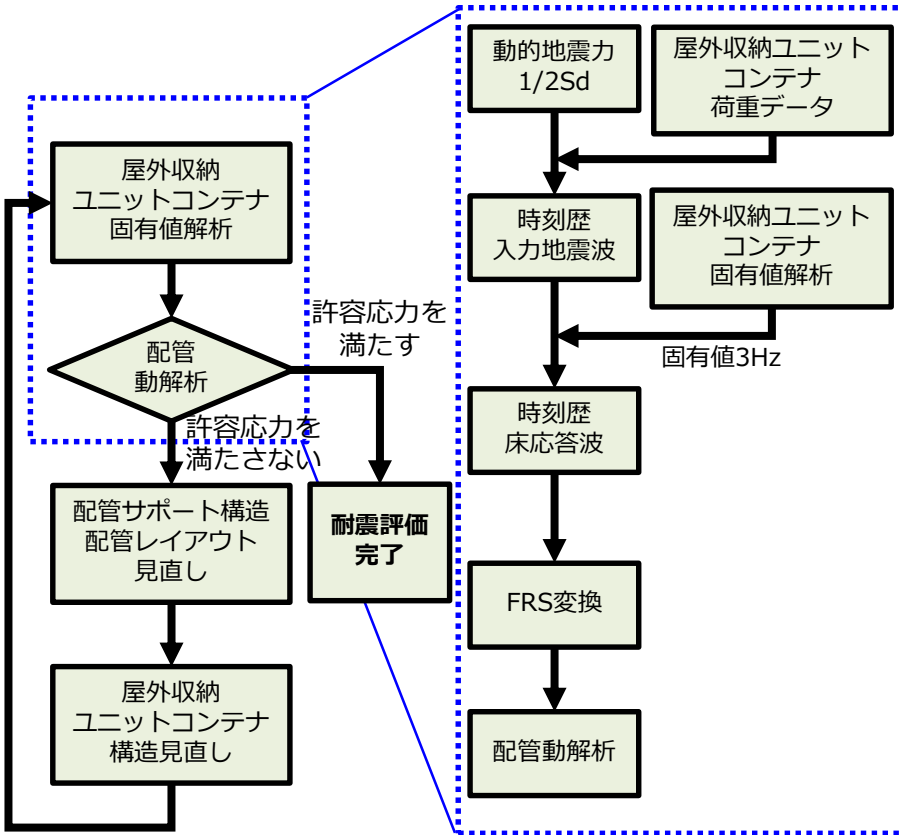 屋外収納
ユニットコンテナ
固有値解析
配管
動解析
許容応力を
満たす
許容応力を
満たさない
配管サポート構造
配管レイアウト
見直し
耐震評価
完了
屋外収納
ユニットコンテナ
構造見直し
動的地震力
1/2Sd
屋外収納ユニット
コンテナ
荷重データ
時刻歴
入力地震波
屋外収納ユニット
コンテナ
固有値解析
固有値3Hz
時刻歴
床応答波
FRS変換
配管動解析